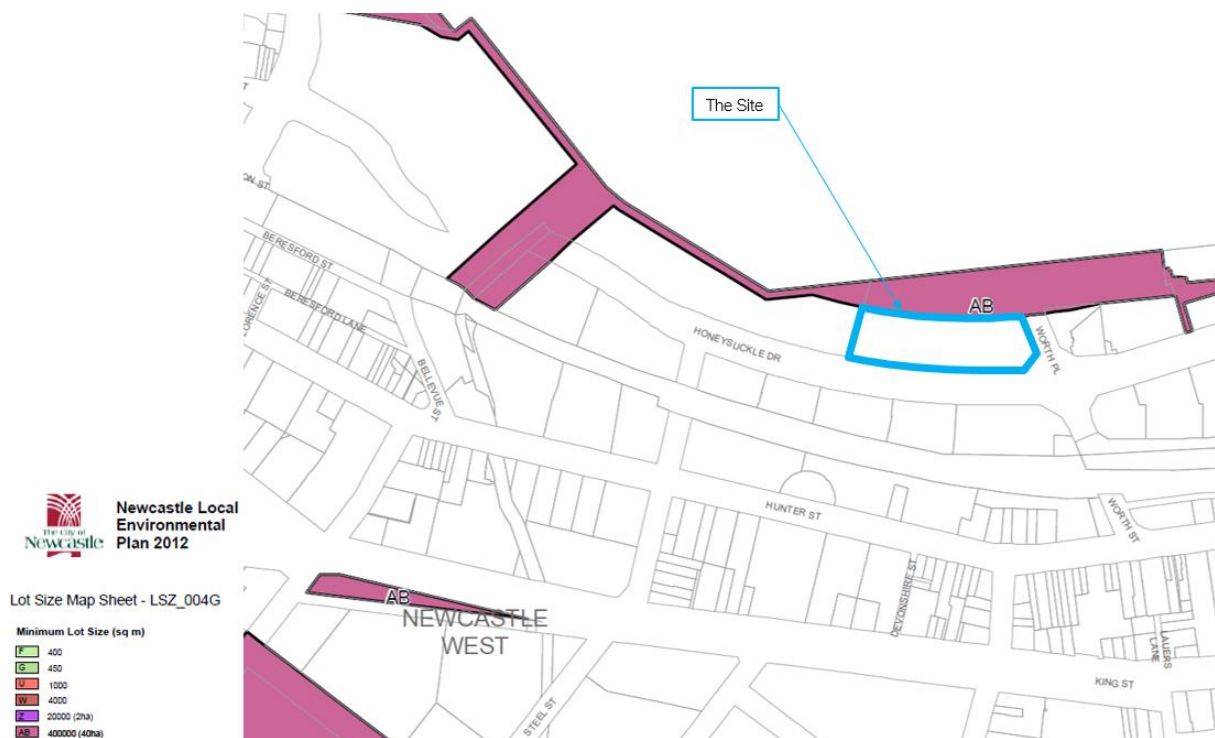 The Site
BERESFORD ST
BERESFORD LANE
BELLEVUE ST
HONEYSUCKLE DR
AB
WORTH PL
HUNTER ST
WORTH ST
DEVONSHIRE ST
LAUERS
LANE
KING ST
STEEL ST
AB
NEWCASTLE
WEST
The City of
Newcastle
Newcastle Local
Environmental
Plan 2012
Lot Size Map Sheet - LSZ_004G
Minimum Lot Size (sq m)
F 400
G 450
U 1000
W 4000
Z 20000 (2ha)
AB 400000 (40ha)